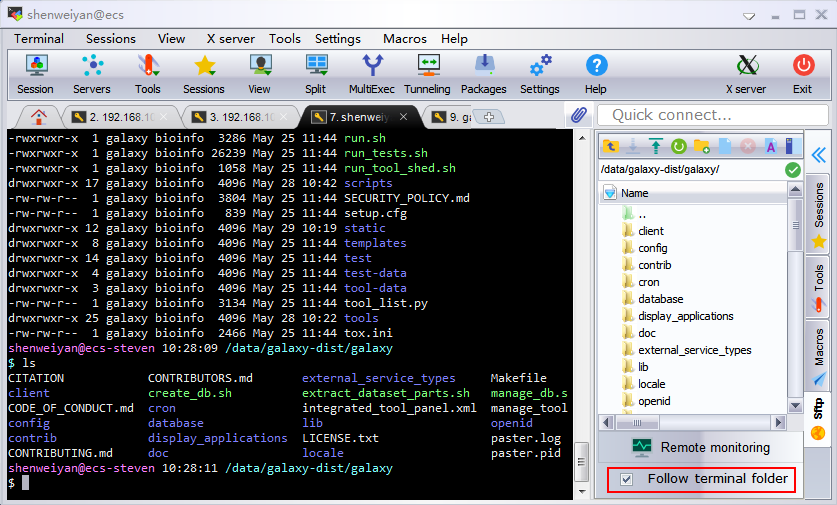 shenweiyan@ecs
Terminal Sessions View X server Tools Settings Macros Help
Session Servers Tools Sessions View Split MultiExec Tunneling Packages Settings Help X server Exit
2. 192.168.10 3. 192.168.10 7. shenweiy 9. ga
Quick connect...
-rwxrwxr-x 1 galaxy bioinfo 3286 May 25 11:44 run.sh
-rwxrwxr-x 1 galaxy bioinfo 26239 May 25 11:44 run_tests.sh
-rwxrwxr-x 1 galaxy bioinfo 1058 May 25 11:44 run_tool_shed.sh
drwxrwxr-x 17 galaxy bioinfo 4096 May 28 10:42 scripts
-rw-rw-r-- 1 galaxy bioinfo 3804 May 25 11:44 SECURITY_POLICY.md
-rw-rw-r-- 1 galaxy bioinfo 839 May 25 11:44 setup.cfg
drwxrwxr-x 12 galaxy bioinfo 4096 May 29 10:19 static
drwxrwxr-x 8 galaxy bioinfo 4096 May 25 11:44 templates
drwxrwxr-x 14 galaxy bioinfo 4096 May 25 11:44 test
drwxrwxr-x 4 galaxy bioinfo 4096 May 25 11:44 test-data
drwxrwxr-x 3 galaxy bioinfo 4096 May 25 11:44 tool-data
-rw-rw-r-- 1 galaxy bioinfo 3134 May 25 11:44 tool_list.py
drwxrwxr-x 25 galaxy bioinfo 4096 May 28 10:22 tools
-rw-rw-r-- 1 galaxy bioinfo 2466 May 25 11:44 tox.ini
shenweiyan@ecs-steven 10:28:09 /data/galaxy-dist/galaxy
$ ls
CITATION CONTRIBUTORS.md external_service_types Makefile
client create_db.sh extract_dataset_parts.sh manage_db.s
CODE_OF_CONDUCT.md cron integrated_tool_panel.xml manage_tool
config database lib openid
contrib display_applications LICENSE.txt paster.log
CONTRIBUTING.md doc locale paster.pid
shenweiyan@ecs-steven 10:28:11 /data/galaxy-dist/galaxy
$
/data/galaxy-dist/galaxy/
Name
..
client
config
contrib
cron
database
display_applications
doc
external_service_types
lib
locale
openid
Remote monitoring
Follow terminal folder
Sessions
Tools
Macros
Sftp